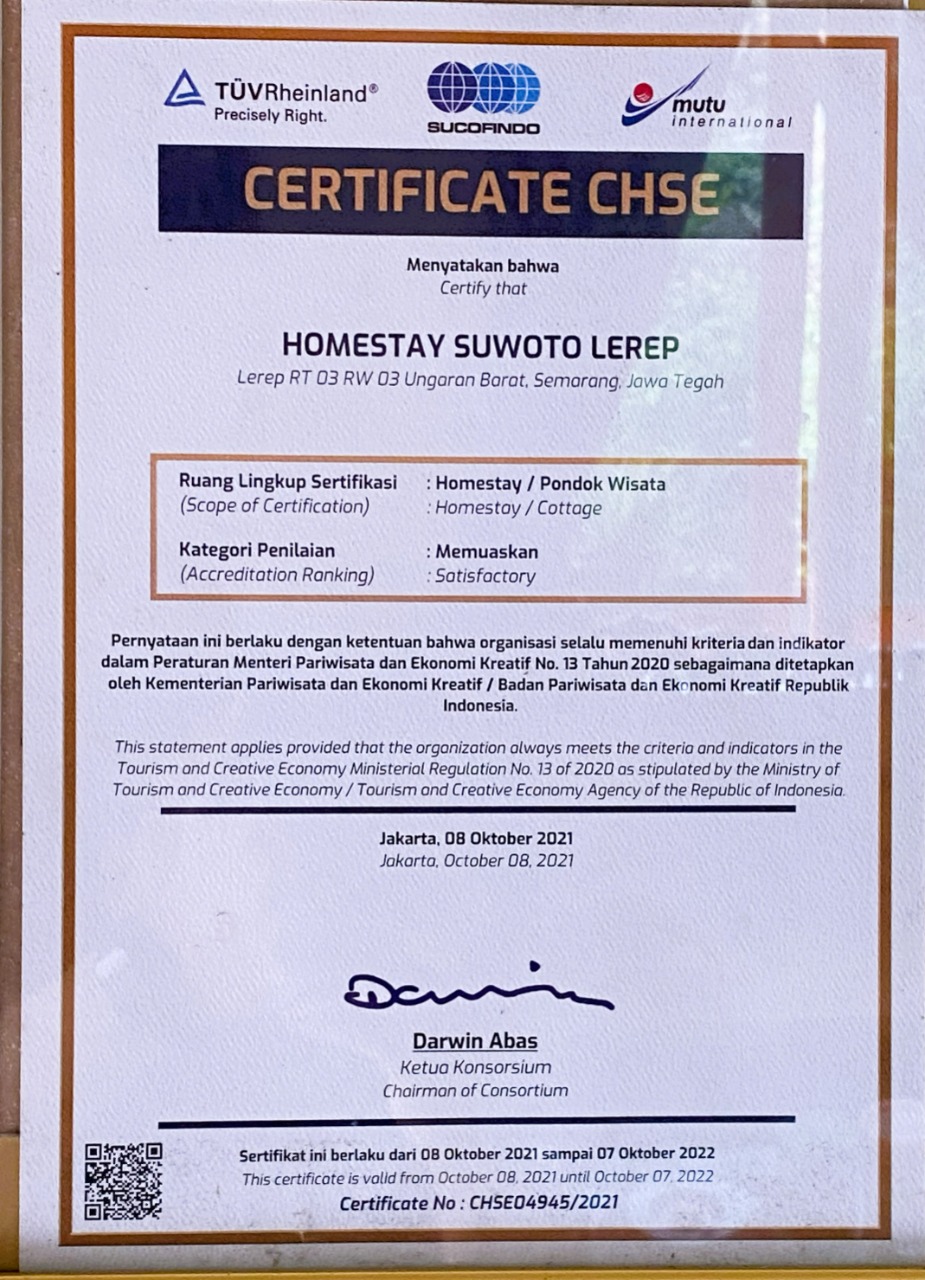 TÜVRheinland®
Precisely Right.
SUCOFINDO
mutu
international
CERTIFICATE CHSE
Menyatakan bahwa
Certify that
HOMESTAY SUWOTO LEREP
Lerep RT 03 RW 03 Ungaran Barat, Semarang, Jawa Tegah
Ruang Lingkup Sertifikasi : Homestay / Pondok Wisata
(Scope of Certification) : Homestay / Cottage
Kategori Penilaian : Memuaskan
(Accreditation Ranking) : Satisfactory
Pernyataan ini berlaku dengan ketentuan bahwa organisasi selalu memenuhi kriteria dan indikator
dalam Peraturan Menteri Pariwisata dan Ekonomi Kreatif No. 13 Tahun 2020 sebagaimana ditetapkan
oleh Kementerian Pariwisata dan Ekonomi Kreatif / Badan Pariwisata dan Ekonomi Kreatif Republik
Indonesia.
This statement applies provided that the organization always meets the criteria and indicators in the
Tourism and Creative Economy Ministerial Regulation No. 13 of 2020 as stipulated by the Ministry of
Tourism and Creative Economy / Tourism and Creative Economy Agency of the Republic of Indonesia.
Jakarta, 08 Oktober 2021
Jakarta, October 08, 2021
Darwin
Darwin Abas
Ketua Konsorsium
Chairman of Consortium
Sertifikat ini berlaku dari 08 Oktober 2021 sampai 07 Oktober 2022
This certificate is valid from October 08, 2021 until October 07, 2022
Certificate No : CHSE04945/2021